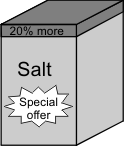 20% more
Salt
Special
offer